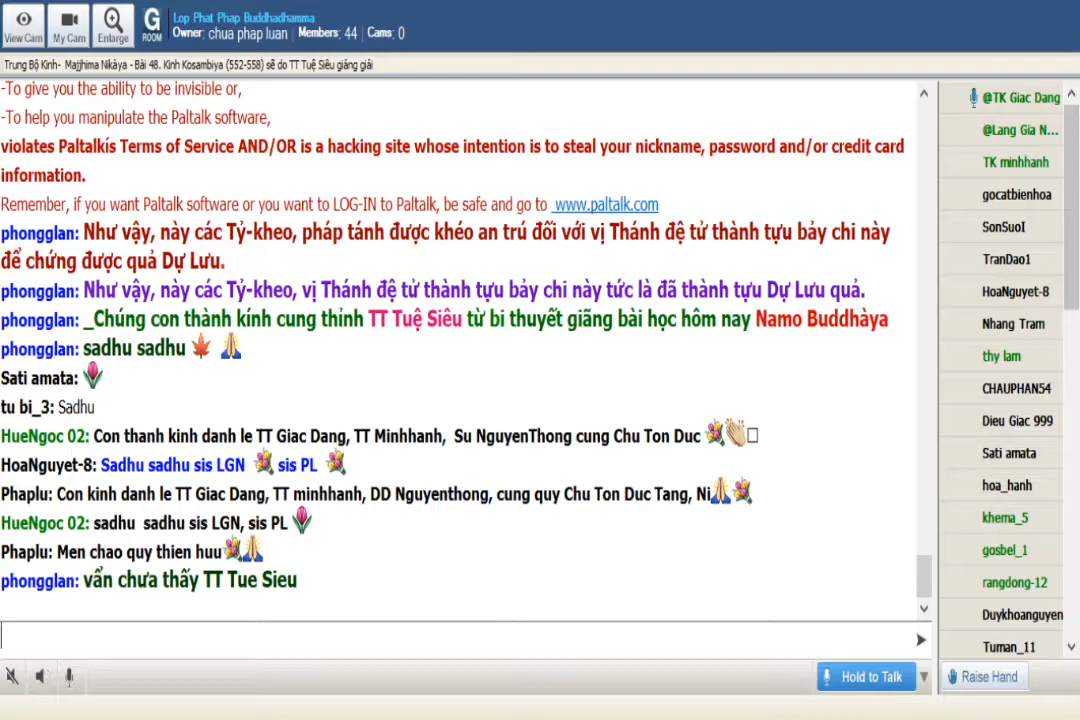 View Cam
My Cam
Enlarge
G
ROOM
Lop Phat Phap Buddhadhamma
Owner: chua phap luan | Members: 44 | Cams: 0
Trung Bộ Kinh- Majjhima Nikàya - Bài 48. Kinh Kosambiya (552-558) sẽ do TT Tuệ Siêu giảng giải
-To give you the ability to be invisible or,
-To help you manipulate the Paltalk software,
violates Paltalkís Terms of Service AND/OR is a hacking site whose intention is to steal your nickname, password and/or credit card
information.
Remember, if you want Paltalk software or you want to LOG-IN to Paltalk, be safe and go to www.paltalk.com
phongglan: Như vậy, này các Tỷ-kheo, pháp tánh được khéo an trú đối với vị Thánh đệ tử thành tựu bảy chi này
để chứng được quả Dự Lưu.
phongglan: Như vậy, này các Tỷ-kheo, vị Thánh đệ tử thành tựu bảy chi này tức là đã thành tựu Dự Lưu quả.
phongglan: _Chúng con thành kính cung thỉnh TT Tuệ Siêu từ bi thuyết giãng bài học hôm nay Namo Buddhàya
phongglan: sadhu sadhu 🍁 🙏
Sati amata: 🌷
tu bi_3: Sadhu
HueNgoc 02: Con thanh kinh danh le TT Giac Dang, TT Minhhanh, Su NguyenThong cung Chu Ton Duc 💐👏
HoaNguyet-8: Sadhu sadhu sis LGN 💐 sis PL 💐
Phaplu: Con kinh danh le TT Giac Dang, TT minhhanh, DD Nguyenthong, cung quy Chu Ton Duc Tang, Ni🙏💐
HueNgoc 02: sadhu sadhu sis LGN, sis PL 🌷
Phaplu: Men chao quy thien huu💐🙏
phongglan: vẩn chưa thấy TT Tue Sieu
@TK Giac Dang
@Lang Gia N...
TK minhhanh
gocatbienhoa
SonSuoI
TranDao1
HoaNguyet-8
Nhang Tram
thy lam
CHAUPHAN54
Dieu Giac 999
Sati amata
hoa_hanh
khema_5
gosbel_1
rangdong-12
Duykhoanguyen
Tuman_11
Hold to Talk
Raise Hand